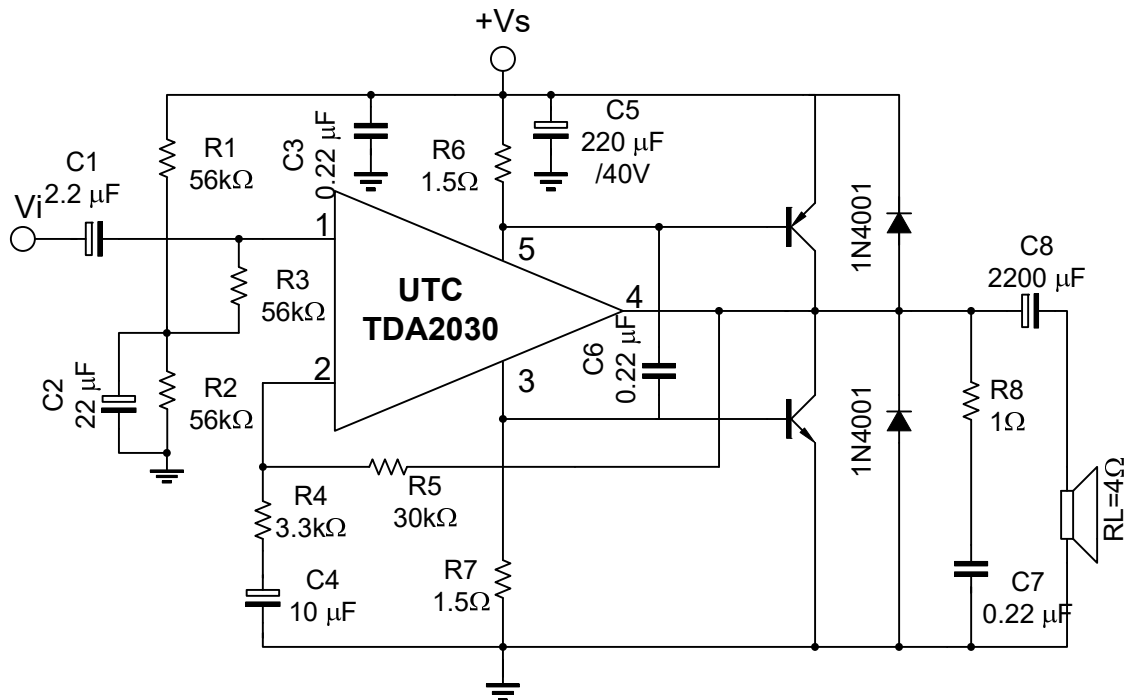 +Vs
C1
2.2 μF
Vi
R1
56kΩ
C3
0.22 μF
R6
1.5Ω
C5
220 μF
/40V
1
5
R3
56kΩ
UTC
TDA2030
4
2
3
C6
0.22 μF
1N4001
C8
2200 μF
C2
22 μF
R2
56kΩ
R4
3.3kΩ
R5
30kΩ
1N4001
R8
1Ω
C4
10 μF
R7
1.5Ω
C7
0.22 μF
RL=4Ω